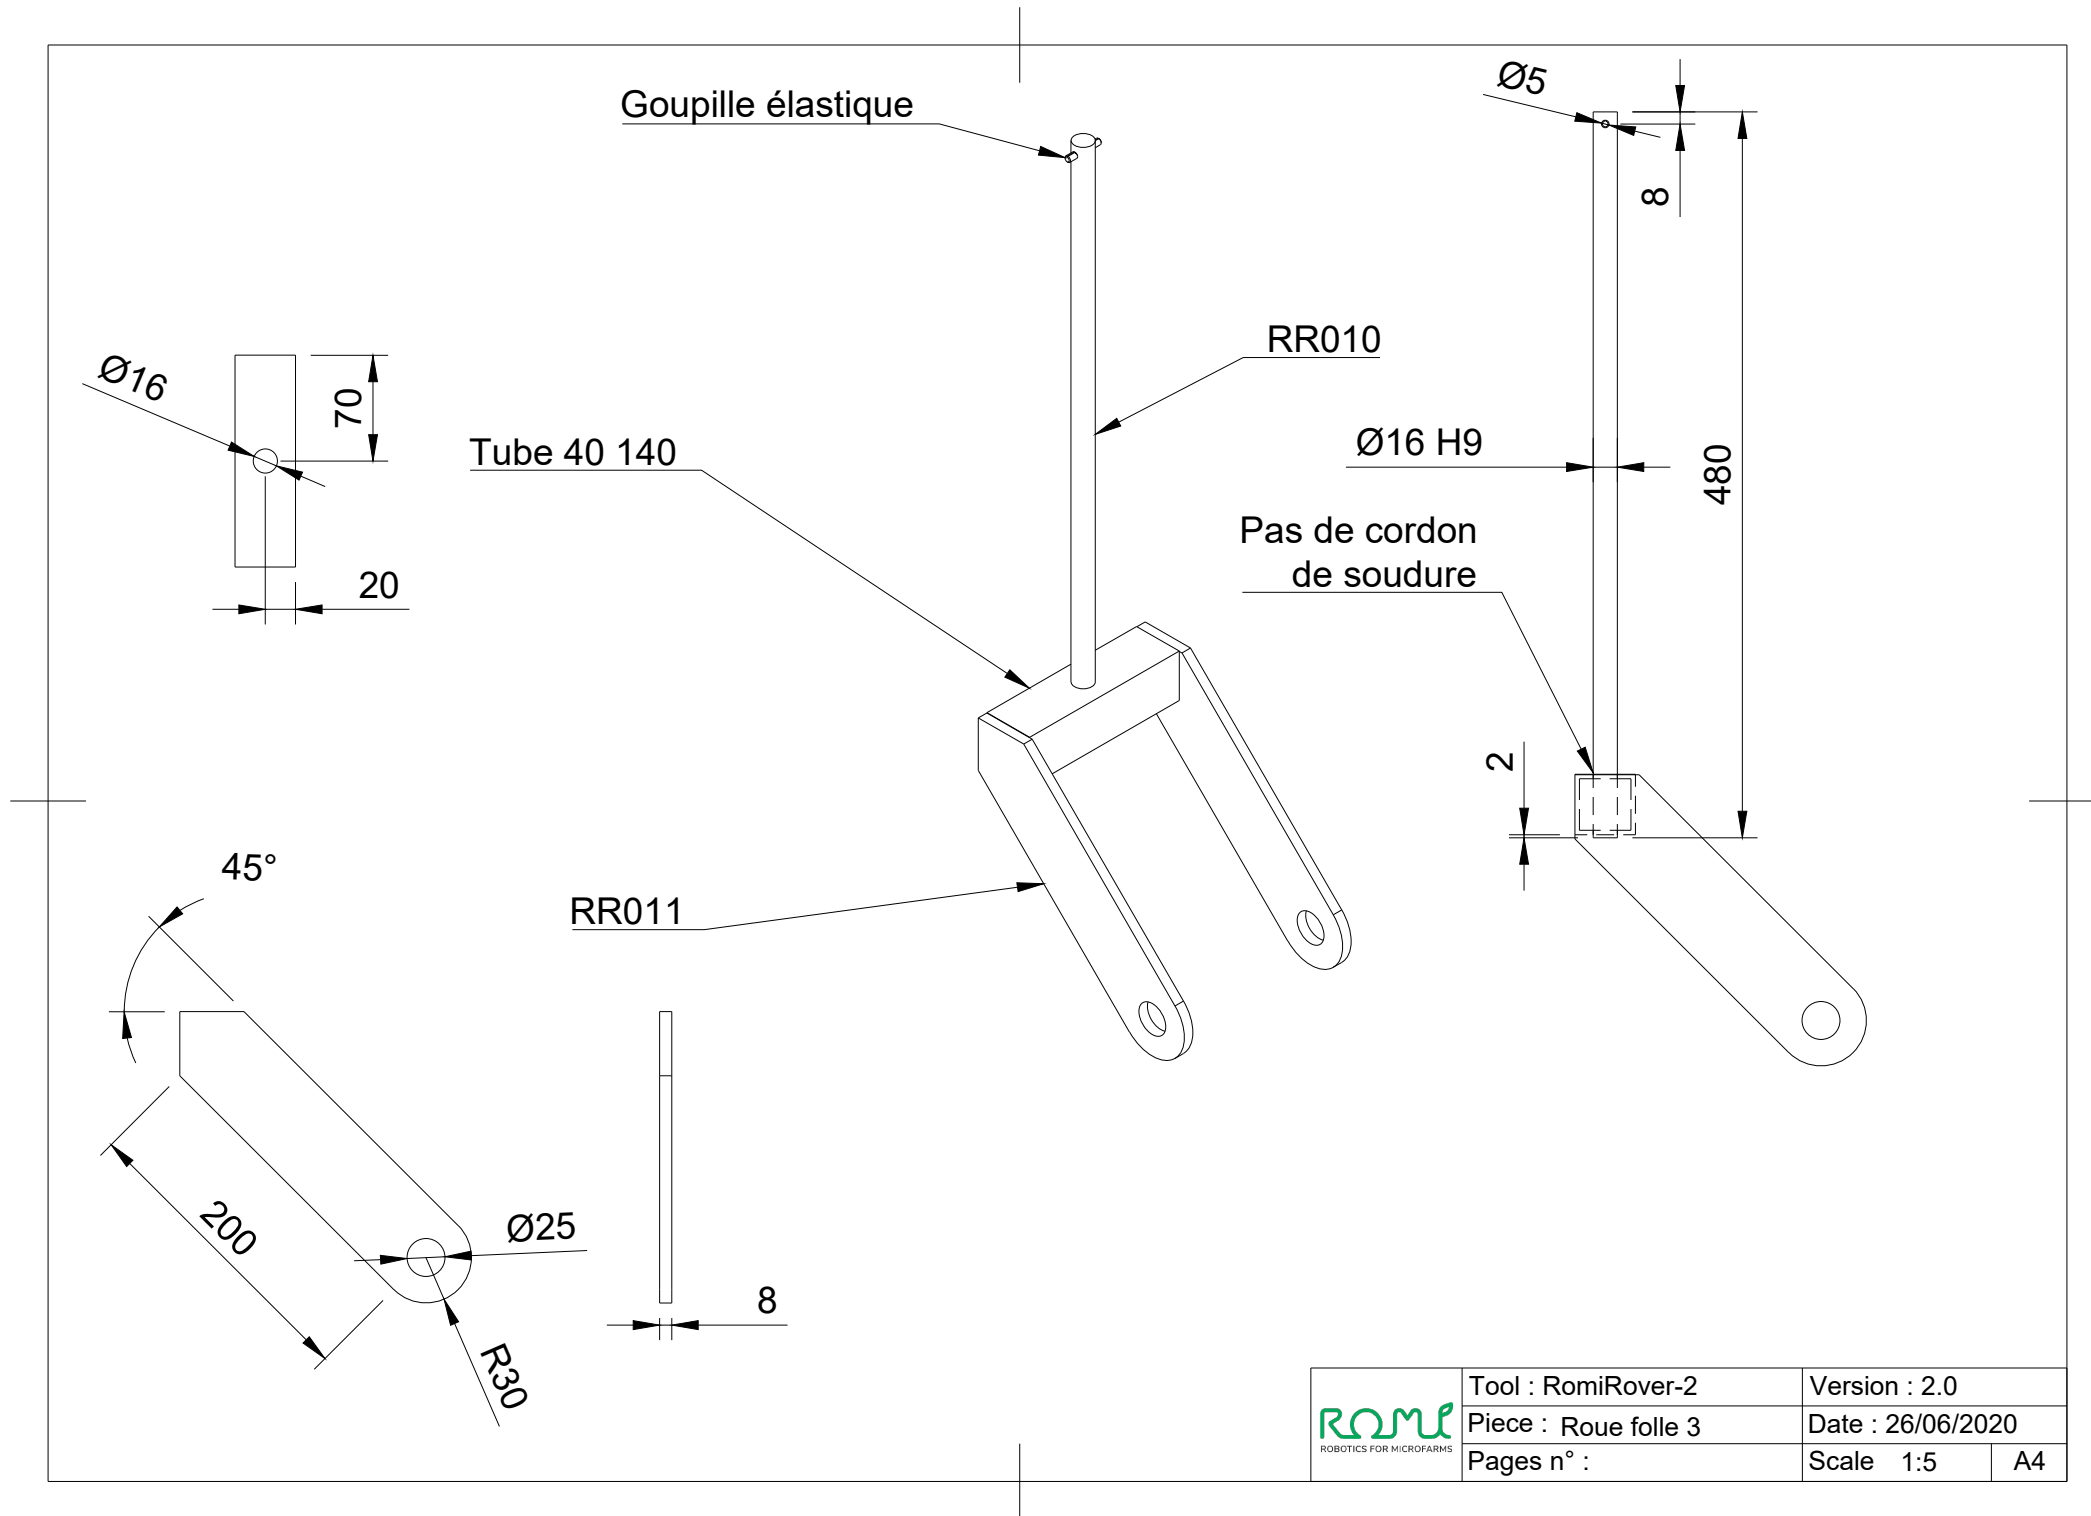 Goupille élastique
Ø5
8
RR010
Ø16
70
Tube 40 140
Ø16 H9
480
20
Pas de cordon
de soudure
2
45°
RR011
200
Ø25
8
R30
ROMI
ROBOTICS FOR MICROFARMS
Tool : RomiRover-2
Version : 2.0
Piece : Roue folle 3
Date : 26/06/2020
Pages n° :
Scale 1:5
A4